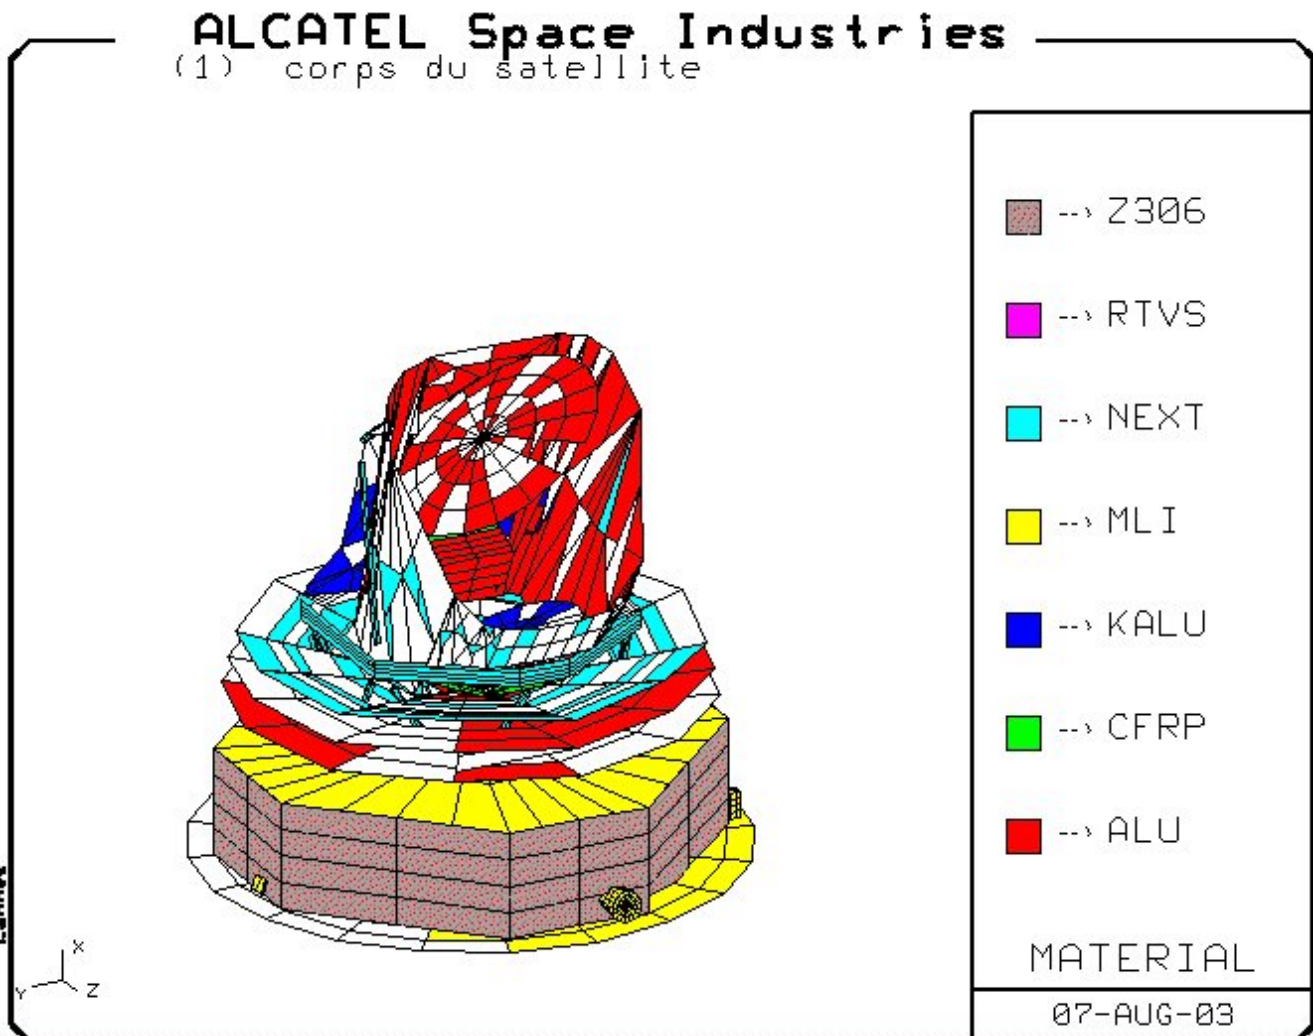 ALCATEL Space Industries
(1) corps du satellite
--> Z306
--> RTVS
--> NEXT
--> MLI
--> KALU
--> CFRP
--> ALU
MATERIAL
07-AUG-03
X
Y
Z